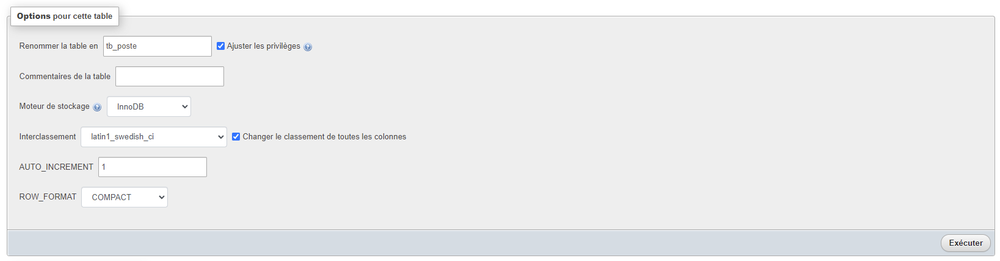 Options pour cette table
Renommer la table en tb_poste Ajuster les privilèges
Commentaires de la table
Moteur de stockage InnoDB
Interclassement latin1_swedish_ci Changer le classement de toutes les colonnes
AUTO_INCREMENT 1
ROW_FORMAT COMPACT
Exécuter